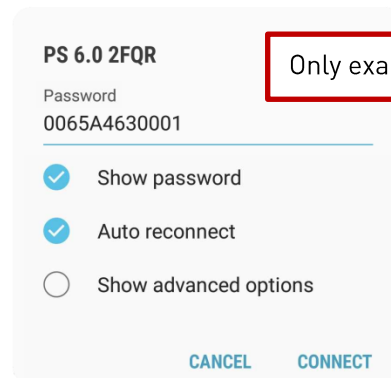 PS 6.0 2FQR
Only exa
Password
0065A4630001
Show password
Auto reconnect
Show advanced options
CANCEL CONNECT